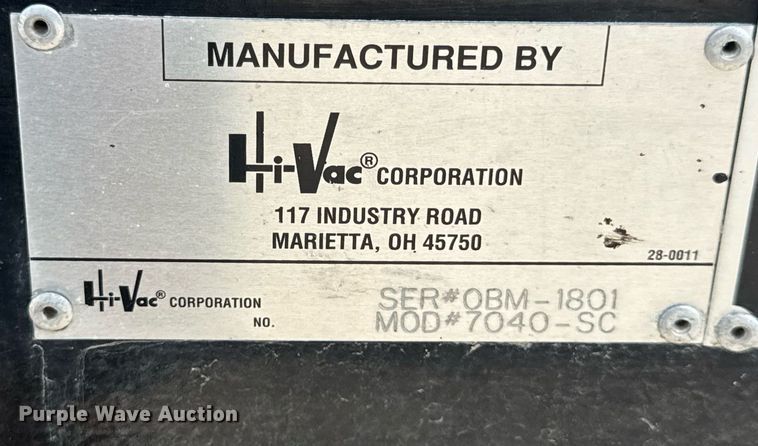 MANUFACTURED BY
Hi-Vac® CORPORATION
117 INDUSTRY ROAD
MARIETTA, OH 45750
28-0011
Hi-Vac® CORPORATION
NO.
SER#OBM-1801
MOD#7040-SC
Purple Wave Auction